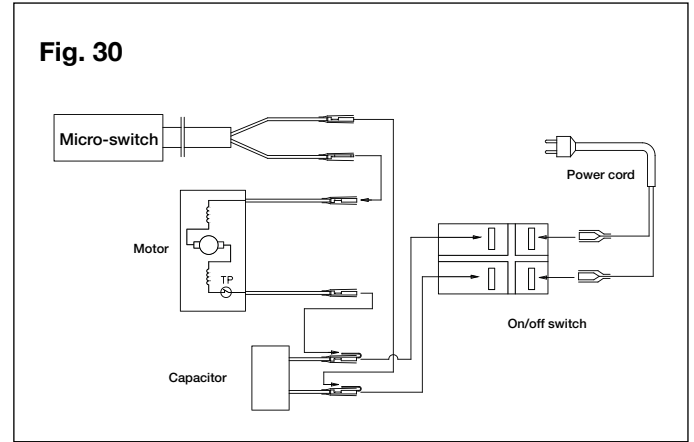 Fig. 30
Micro-switch
Power cord
Motor
TP
On/off switch
Capacitor